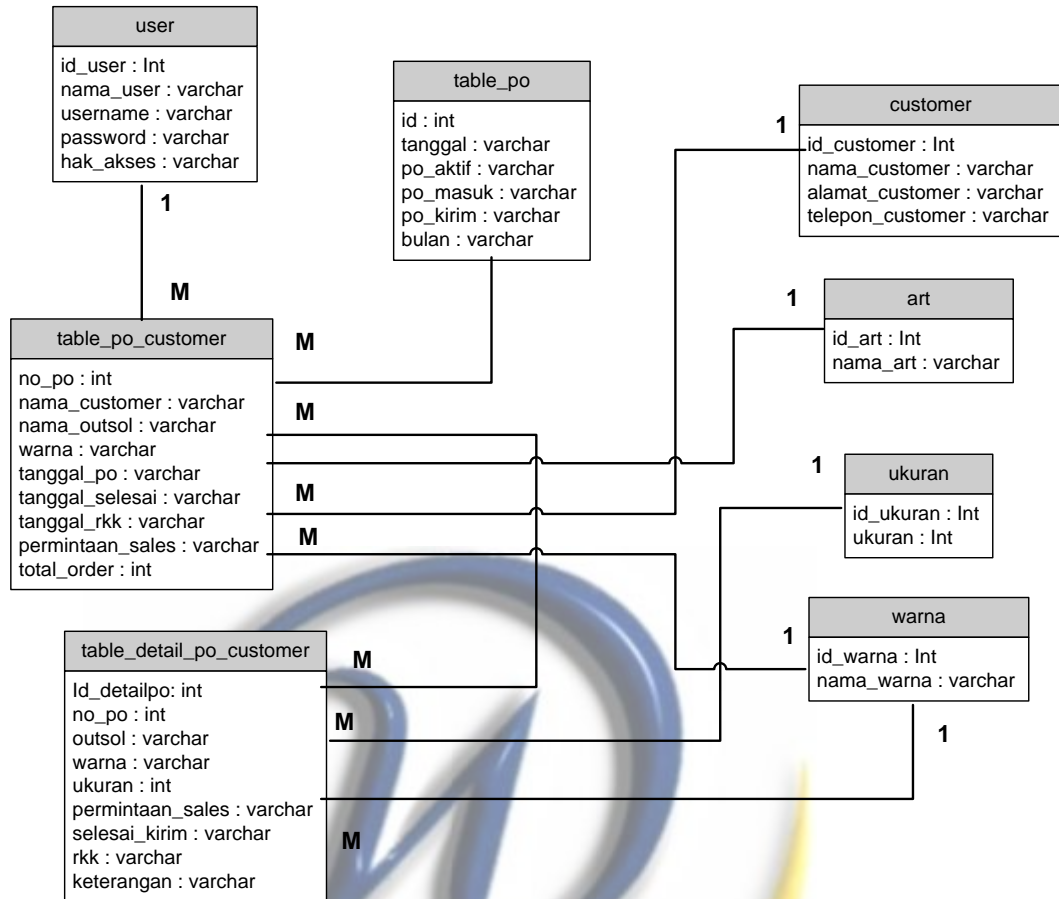 user
id_user : Int
nama_user : varchar
username : varchar
password : varchar
hak_akses : varchar
1
M
table_po
id : int
tanggal : varchar
po_aktif : varchar
po_masuk : varchar
po_kirim : varchar
bulan : varchar
customer
id_customer : Int
nama_customer : varchar
alamat_customer : varchar
telepon_customer : varchar
1
art
id_art : Int
nama_art : varchar
1
table_po_customer
no_po : int
nama_customer : varchar
nama_outsol : varchar
warna : varchar
tanggal_po : varchar
tanggal_selesai : varchar
tanggal_rkk : varchar
permintaan_sales : varchar
total_order : int
M
M
M
M
ukuran
id_ukuran : Int
ukuran : Int
1
warna
id_warna : Int
nama_warna : varchar
1
1
table_detail_po_customer
Id_detailpo: int
no_po : int
outsol : varchar
warna : varchar
ukuran : int
permintaan_sales : varchar
selesai_kirim : varchar
rkk : varchar
keterangan : varchar
M
M
M